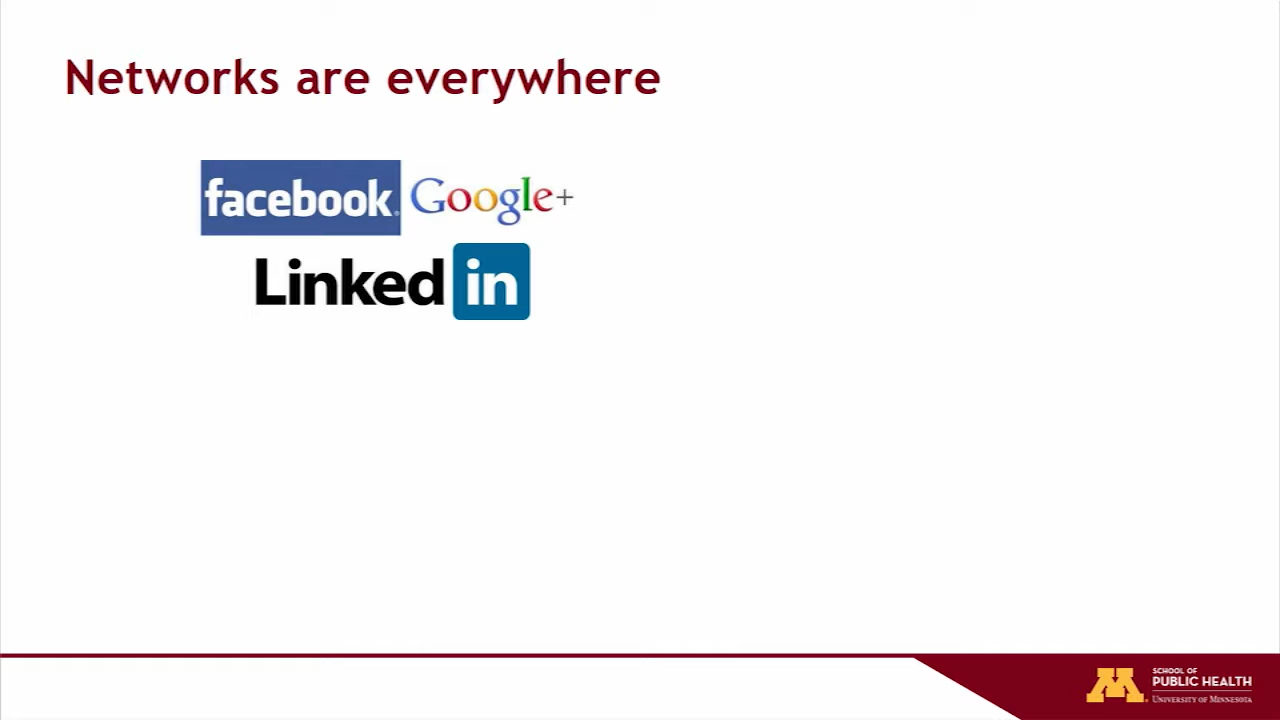 Networks are everywhere
facebook Google+
Linked in
M
SCHOOL OF
PUBLIC HEALTH
UNIVERSITY OF MINNESOTA